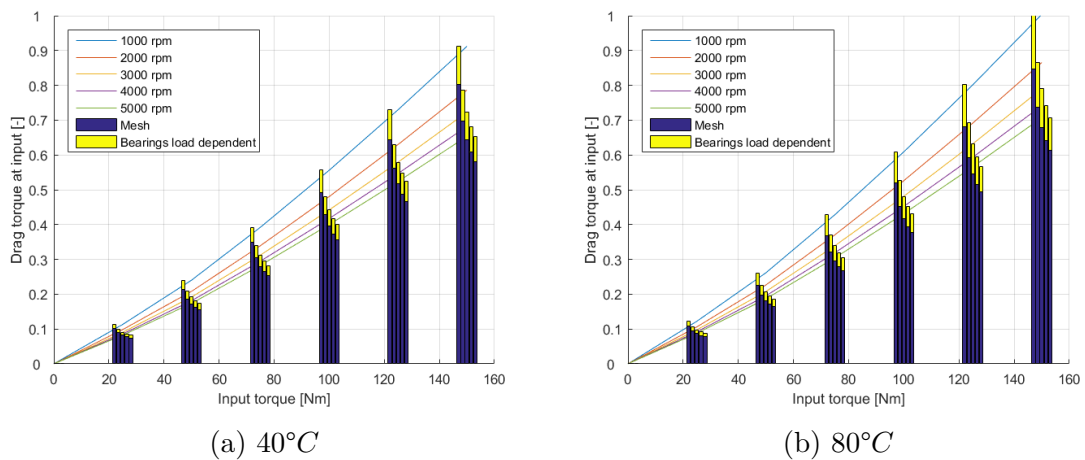 1
0.9
0.8
0.7
0.6
0.5
0.4
0.3
0.2
0.1
0
Drag torque at input [-]
1000 rpm
2000 rpm
3000 rpm
4000 rpm
5000 rpm
Mesh
Bearings load dependent
0 20 40 60 80 100 120 140 160
Input torque [Nm]
(a) 40°C
1
0.9
0.8
0.7
0.6
0.5
0.4
0.3
0.2
0.1
0
Drag torque at input [-]
1000 rpm
2000 rpm
3000 rpm
4000 rpm
5000 rpm
Mesh
Bearings load dependent
0 20 40 60 80 100 120 140 160
Input torque [Nm]
(b) 80°C